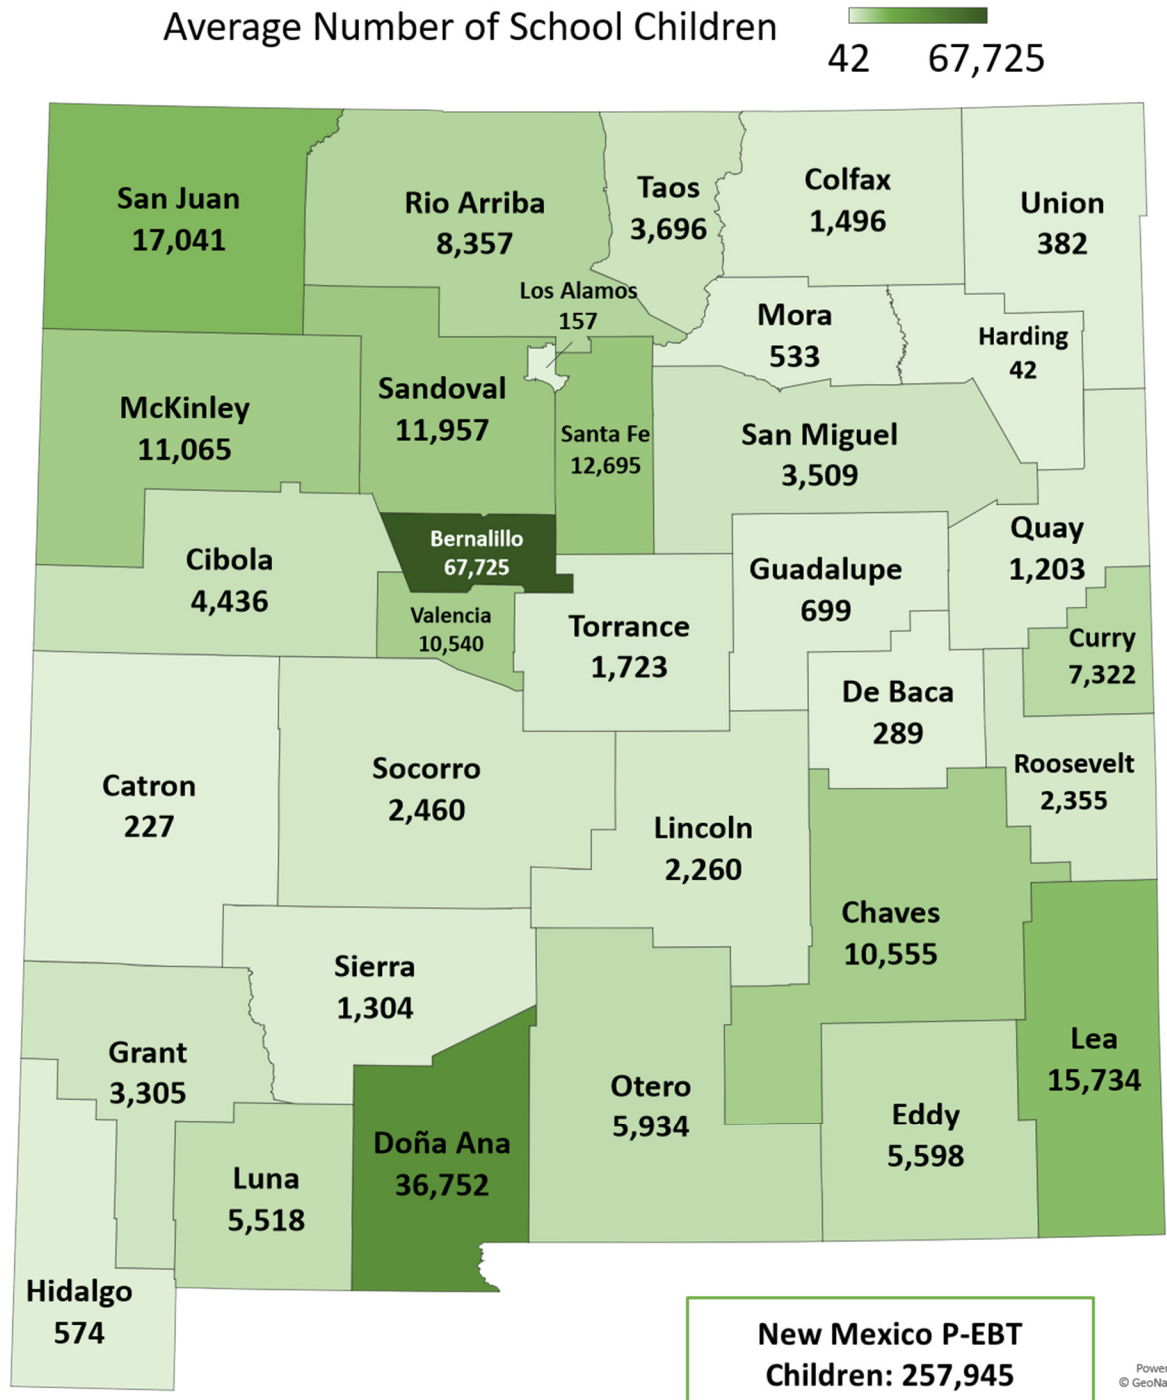 Average Number of School Children
42 67,725
San Juan
17,041
Rio Arriba
8,357
Taos
3,696
Colfax
1,496
Union
382
Los Alamos
157
Mora
533
Harding
42
McKinley
11,065
Sandoval
11,957
Santa Fe
12,695
San Miguel
3,509
Quay
1,203
Cibola
4,436
Bernalillo
67,725
Valencia
10,540
Torrance
1,723
Guadalupe
699
Curry
7,322
De Baca
289
Roosevelt
2,355
Catron
227
Socorro
2,460
Lincoln
2,260
Chaves
10,555
Sierra
1,304
Grant
3,305
Lea
15,734
Otero
5,934
Eddy
5,598
Doña Ana
36,752
Luna
5,518
Hidalgo
574
New Mexico P-EBT
Children: 257,945
Power
© GeoNa